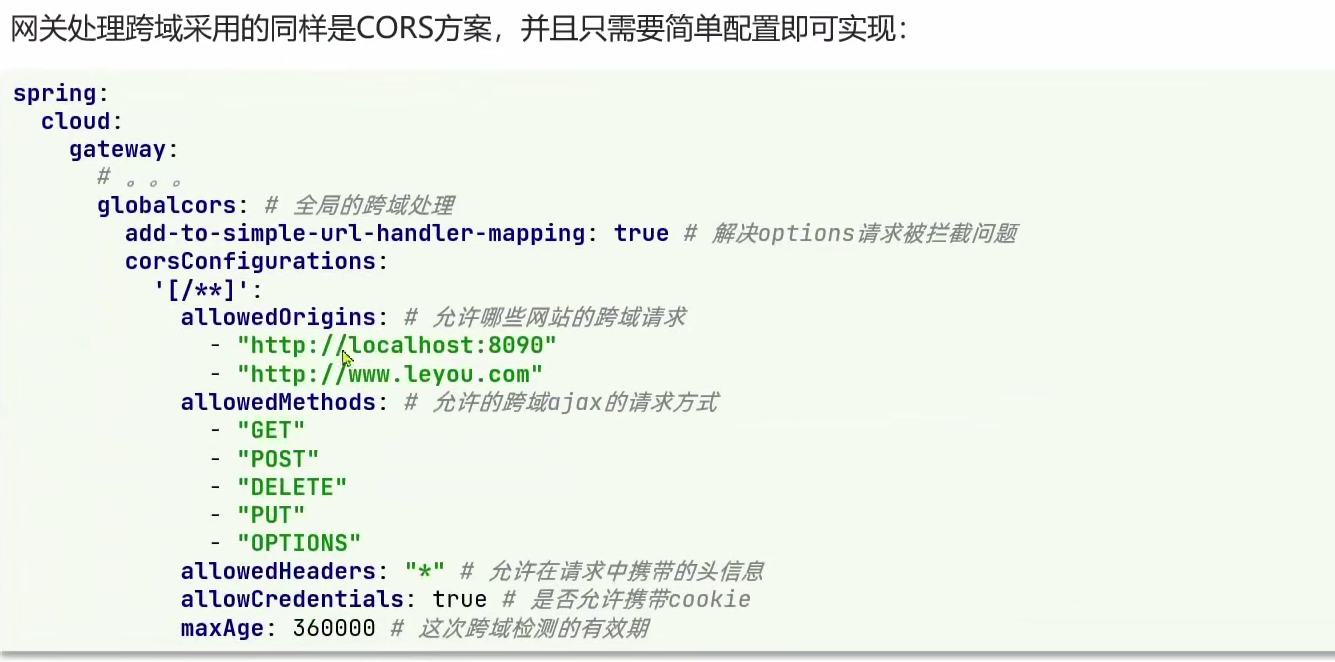 网关处理跨域采用的同样是CORS方案，并且只需要简单配置即可实现：
spring:
  cloud:
    gateway:
      # 。。。
      globalcors: # 全局的跨域处理
        add-to-simple-url-handler-mapping: true # 解决options请求被拦截问题
        corsConfigurations:
          '[/**]':
            allowedOrigins: # 允许哪些网站的跨域请求
              - "http://localhost:8090"
              - "http://www.leyou.com"
            allowedMethods: # 允许的跨域ajax的请求方式
              - "GET"
              - "POST"
              - "DELETE"
              - "PUT"
              - "OPTIONS"
            allowedHeaders: "*" # 允许在请求中携带的头信息
            allowCredentials: true # 是否允许携带cookie
            maxAge: 360000 # 这次跨域检测的有效期